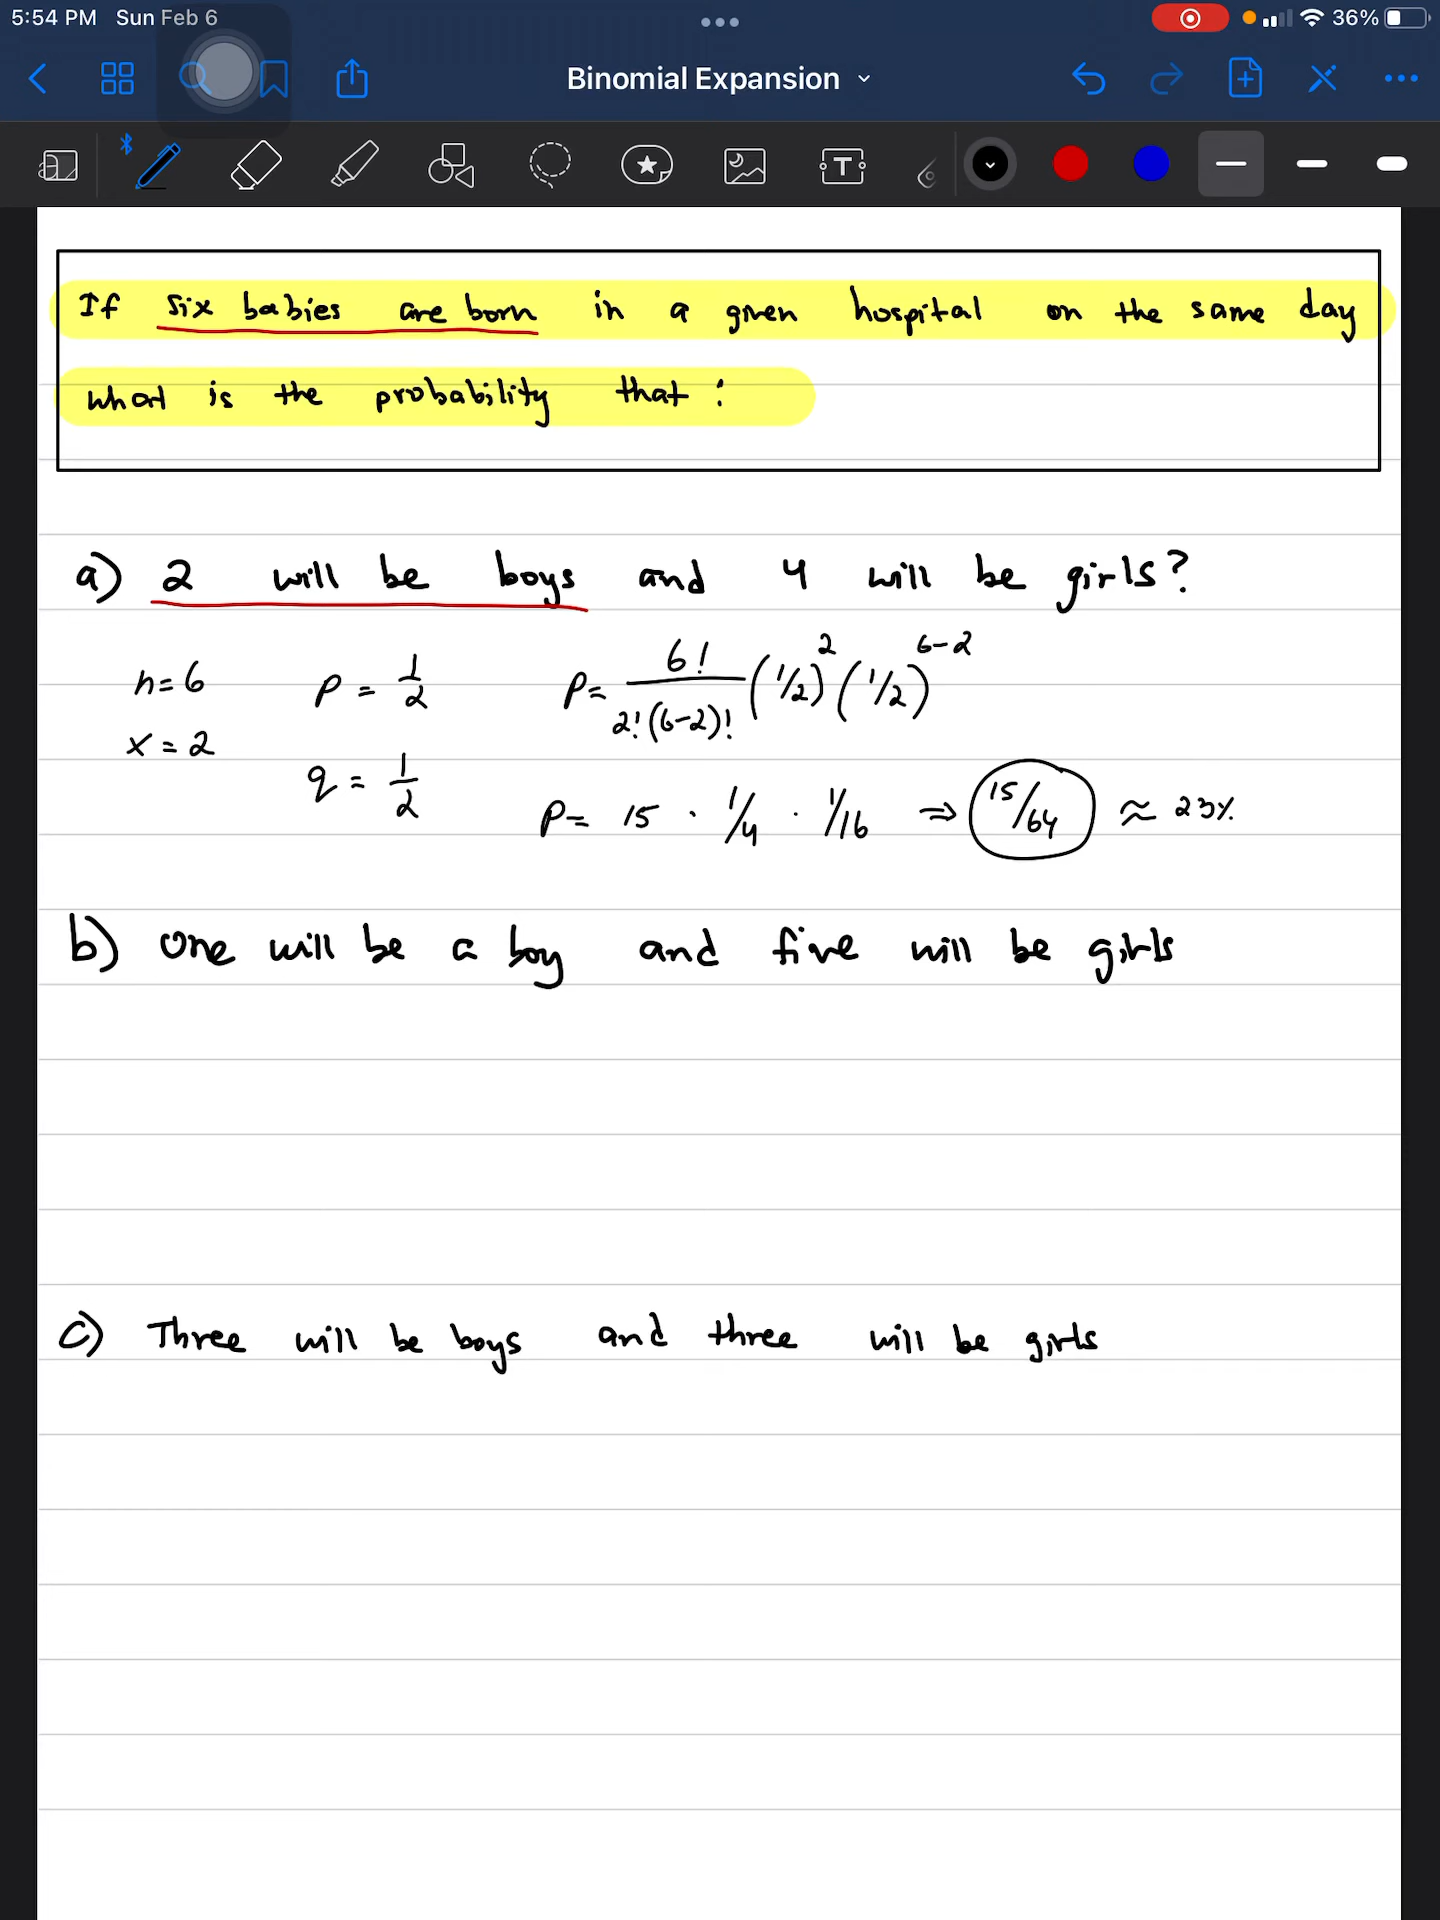 5:54 PM Sun Feb 6
36%
Binomial Expansion
If six babies are born in a given hospital on the same day
what is the probability that :
a) 2 will be boys and 4 will be girls?
n=6 p = 1/2 P= 6!/2!(6-2)! (1/2)^2 (1/2)^6-2
x = 2
q = 1/2
P= 15 · 1/4 · 1/16 ⇒ 15/64 ≈ 23%
b) one will be a boy and five will be girls
c) Three will be boys and three will be girls